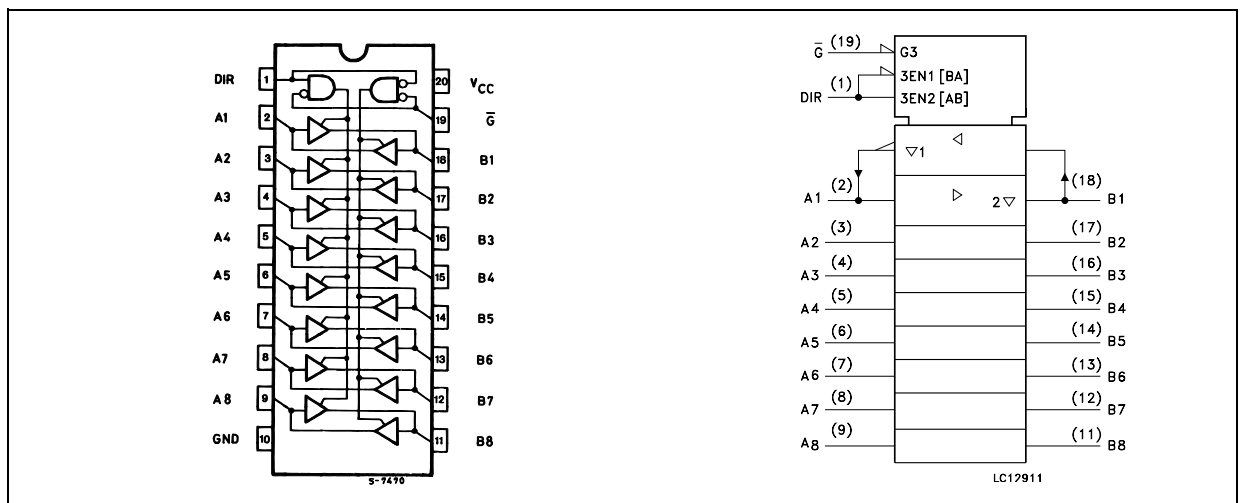 DIR 1 20 VCC
A1 2 19 G̅
A2 3 18 B1
A3 4 17 B2
A4 5 16 B3
A5 6 15 B4
A6 7 14 B5
A7 8 13 B6
A8 9 12 B7
GND 10 11 B8
S-7470
G̅ (19) G3
3EN1 [BA]
DIR (1) 3EN2 [AB]
▽1 ◁
A1 (2) ▷ 2▽ (18) B1
A2 (3) (17) B2
A3 (4) (16) B3
A4 (5) (15) B4
A5 (6) (14) B5
A6 (7) (13) B6
A7 (8) (12) B7
A8 (9) (11) B8
LC12911